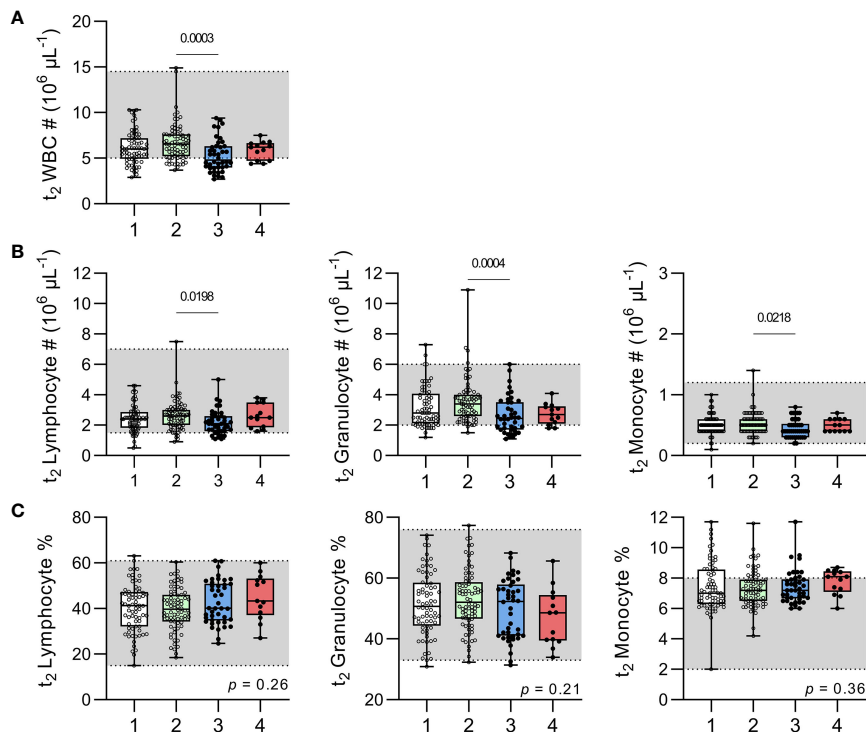 A
t2 WBC # (10^6 µL^-1)
20
15
10
5
0
0.0003
1 2 3 4
B
t2 Lymphocyte # (10^6 µL^-1)
12
10
8
6
4
2
0
0.0198
1 2 3 4
t2 Granulocyte # (10^6 µL^-1)
12
10
8
6
4
2
0
0.0004
1 2 3 4
t2 Monocyte # (10^6 µL^-1)
3
2
1
0
0.0218
1 2 3 4
C
t2 Lymphocyte %
80
60
40
20
0
p = 0.26
1 2 3 4
t2 Granulocyte %
80
60
40
20
p = 0.21
1 2 3 4
t2 Monocyte %
12
10
8
6
4
2
0
p = 0.36
1 2 3 4